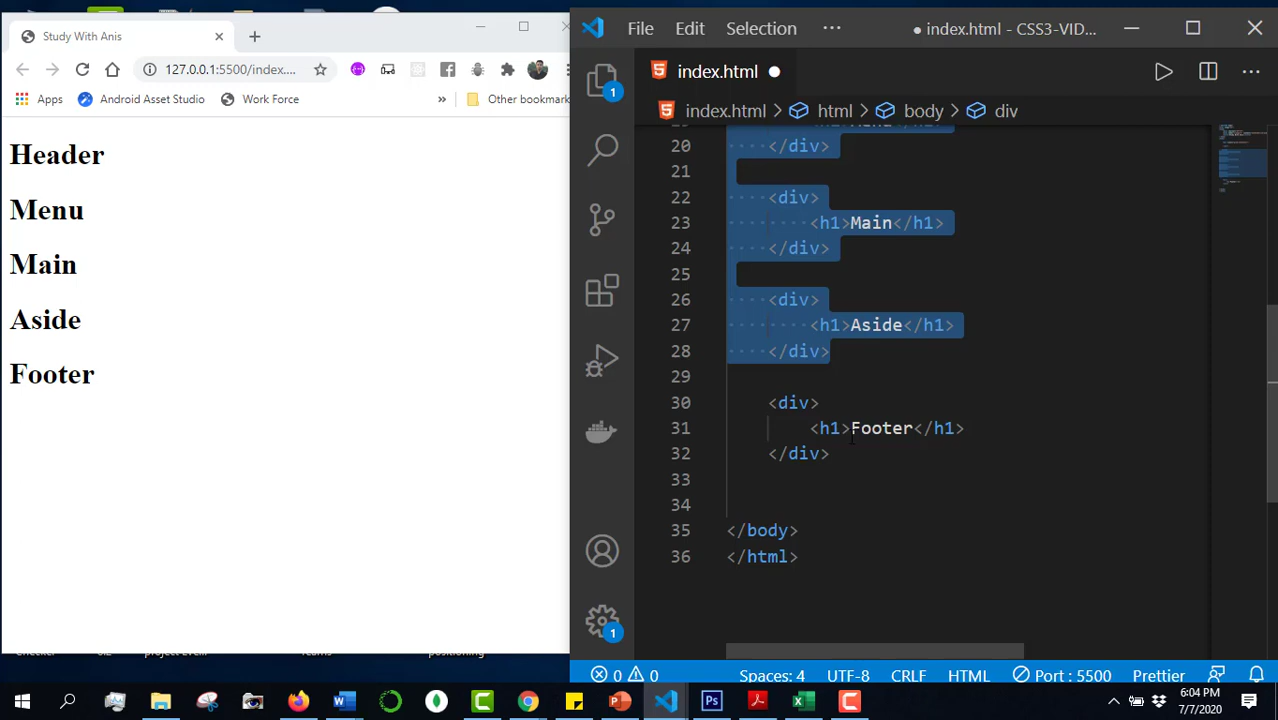 Study With Anis
127.0.0.1:5500/index....
Apps
Android Asset Studio
Work Force
»
Other bookmark
Header
Menu
Main
Aside
Footer
File
Edit
Selection
···
● index.html - CSS3-VID...
index.html ●
index.html > html > body > div
20 </div>
21
22 <div>
23 <h1>Main</h1>
24 </div>
25
26 <div>
27 <h1>Aside</h1>
28 </div>
29
30 <div>
31 <h1>Footer</h1>
32 </div>
33
34
35 </body>
36 </html>
1
1
0 0
Spaces: 4
UTF-8
CRLF
HTML
Port : 5500
Prettier
6:04 PM
7/7/2020